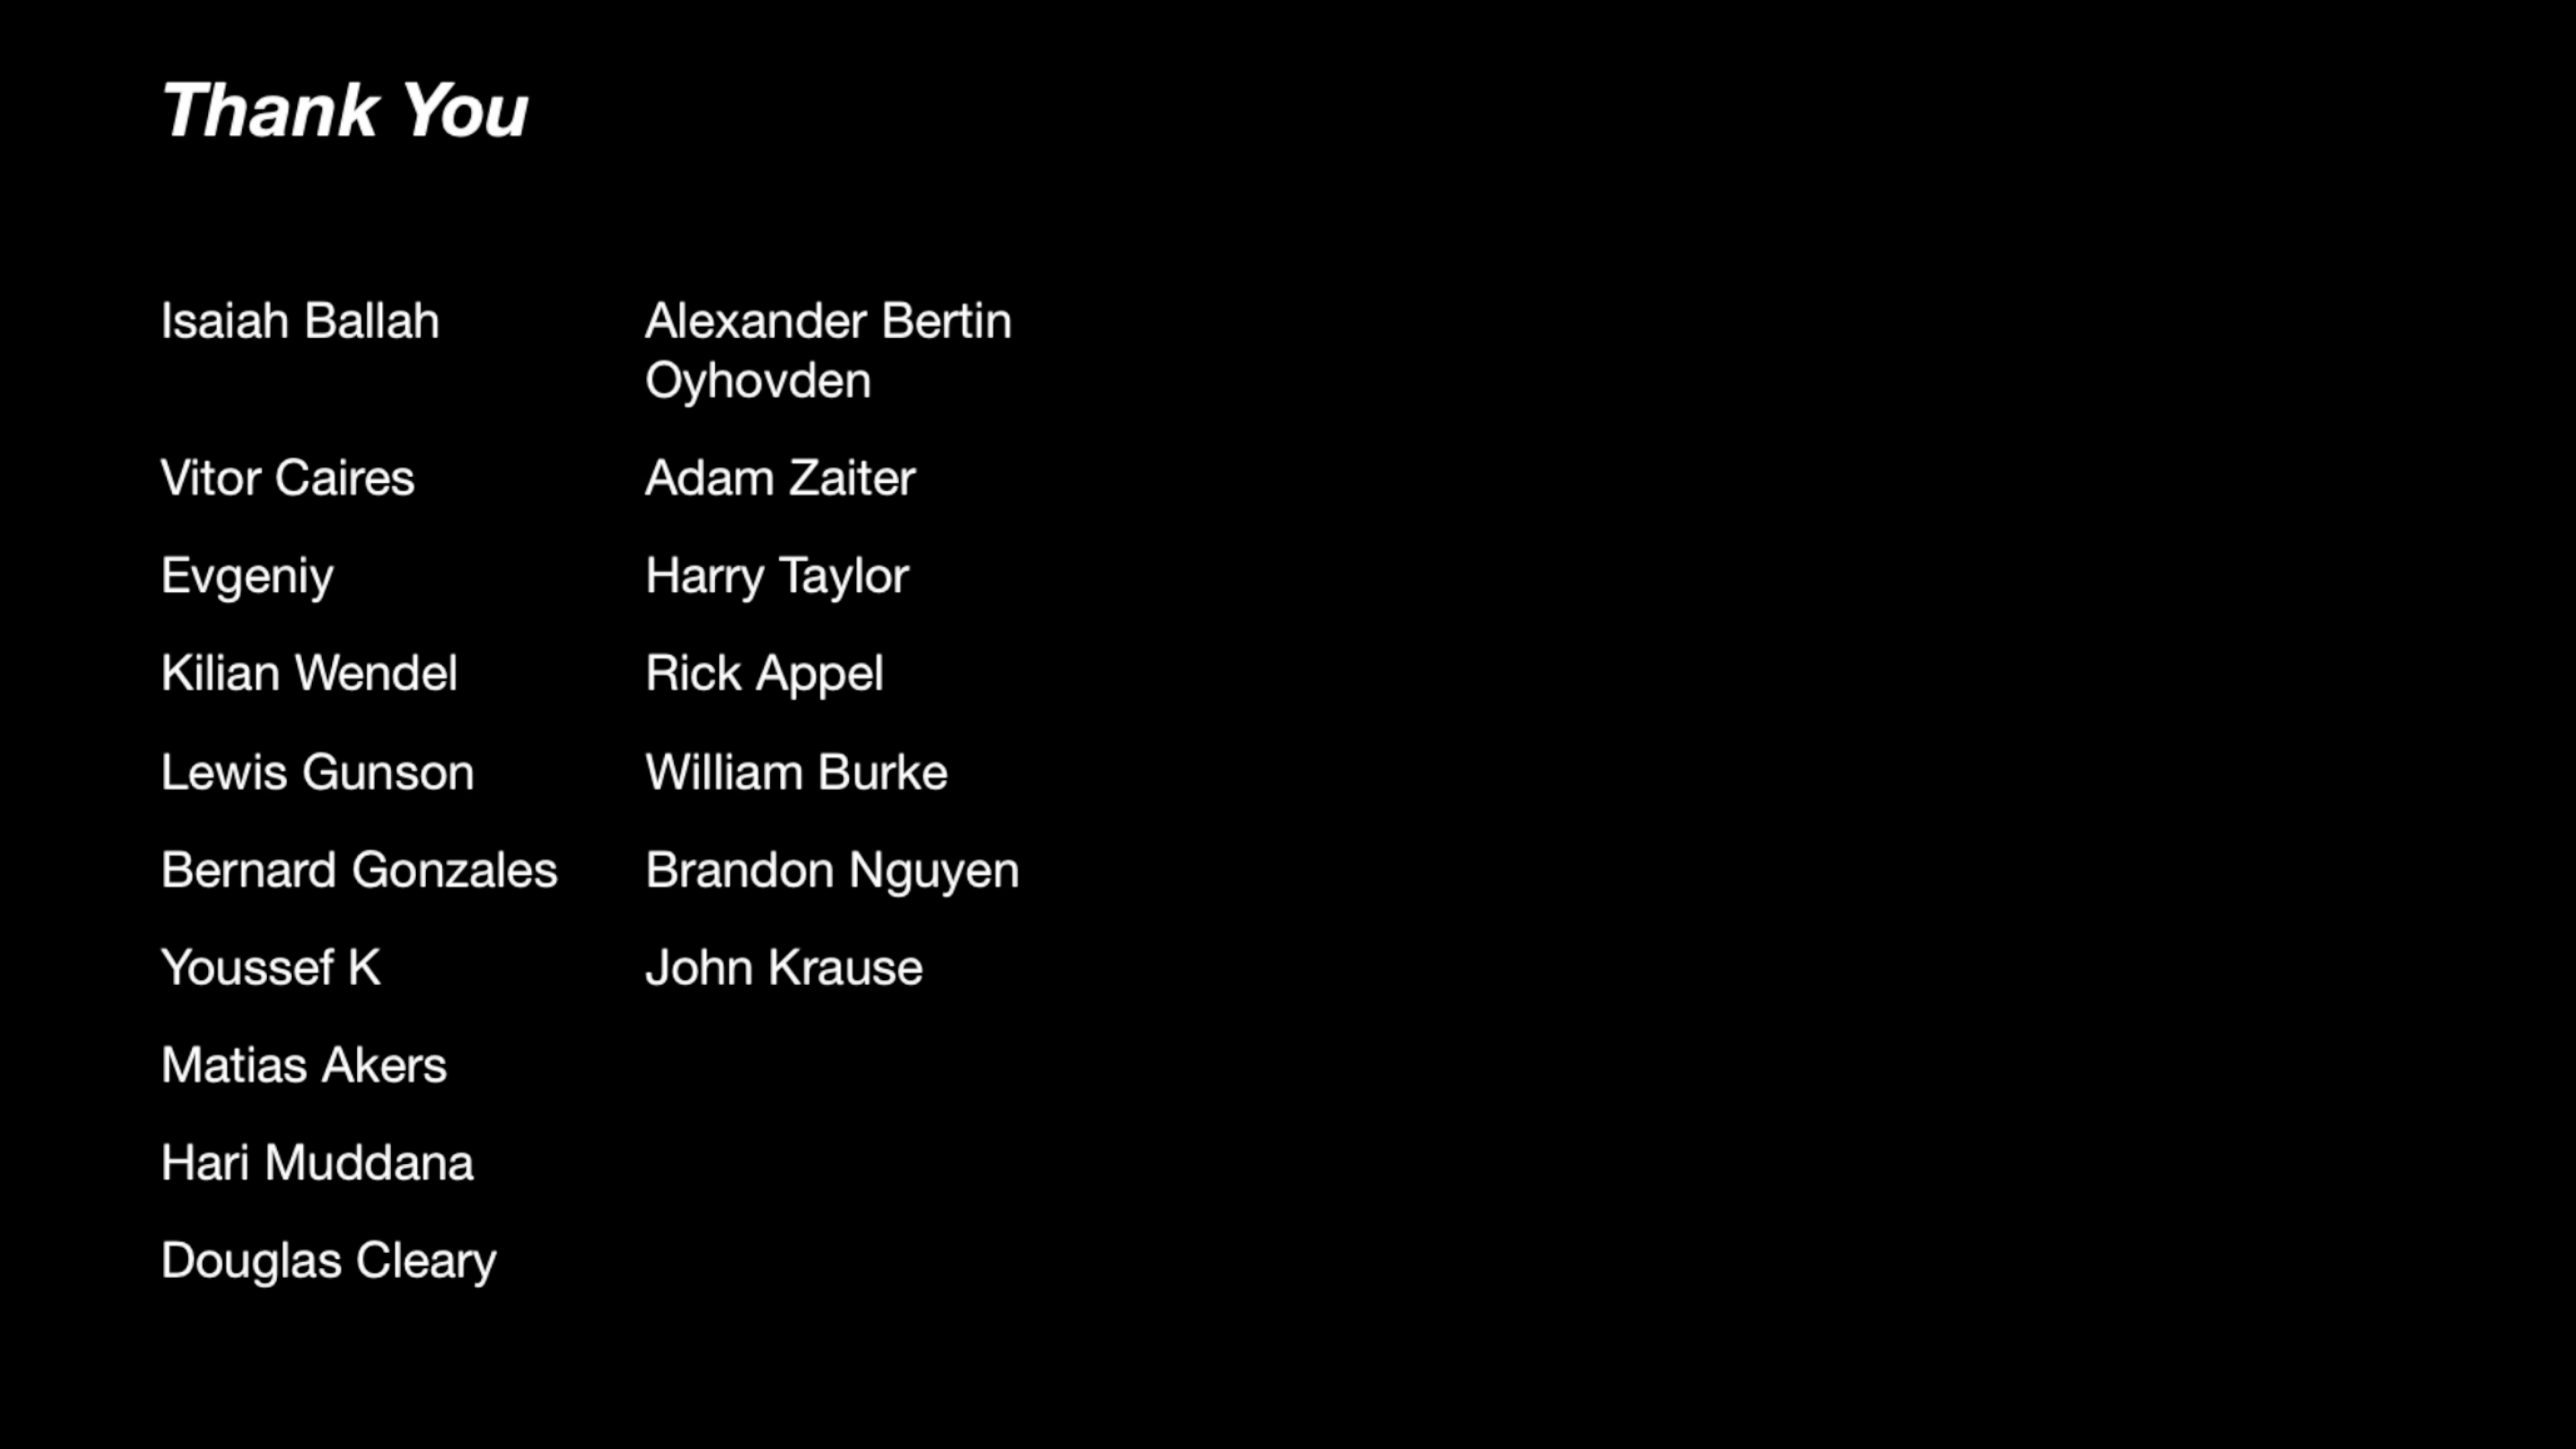 Thank You
Isaiah Ballah
Vitor Caires
Evgeniy
Kilian Wendel
Lewis Gunson
Bernard Gonzales
Youssef K
Matias Akers
Hari Muddana
Douglas Cleary
Alexander Bertin
Oyhovden
Adam Zaiter
Harry Taylor
Rick Appel
William Burke
Brandon Nguyen
John Krause